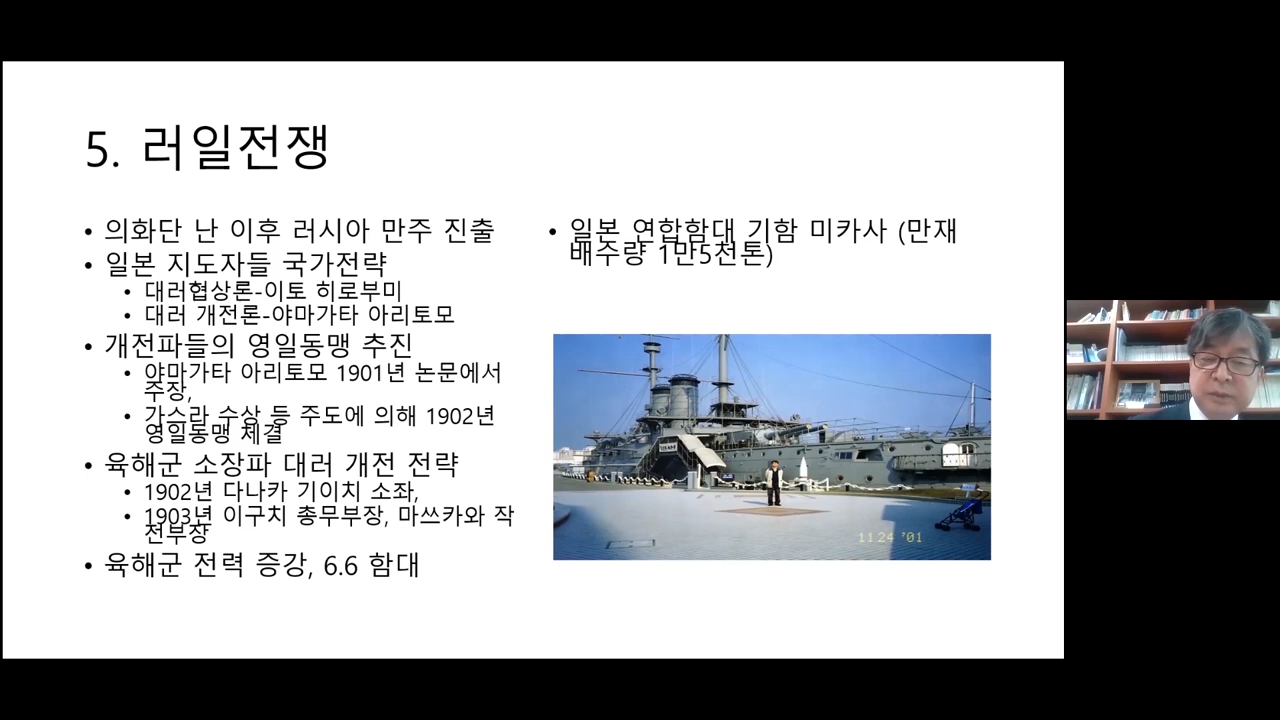 5. 러일전쟁
• 의화단 난 이후 러시아 만주 진출
• 일본 지도자들 국가전략
• 대러협상론-이토 히로부미
• 대러 개전론-야마가타 아리토모
• 개전파들의 영일동맹 추진
• 야마가타 아리토모 1901년 논문에서
주장,
• 가스라 수상 등 주도에 의해 1902년
영일동맹 체결
• 육해군 소장파 대러 개전 전략
• 1902년 다나카 기이치 소좌,
• 1903년 이구치 총무부장, 마쓰카와 작
전부장
• 육해군 전력 증강, 6.6 함대
• 일본 연합함대 기함 미카사 (만재
배수량 1만5천톤)
11 24 '01